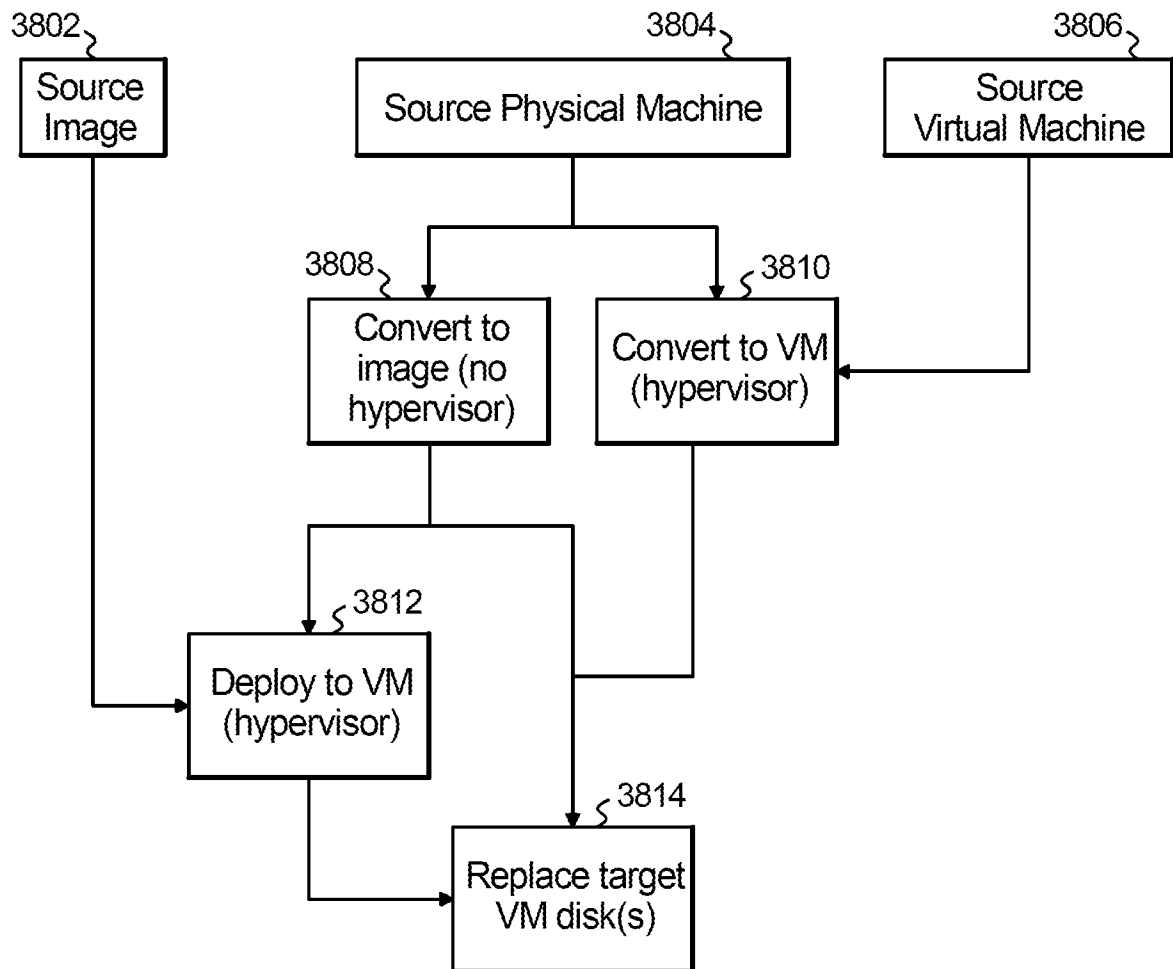 3802
3804
3806
Source
Image
Source Physical Machine
Source
Virtual Machine
3808
3810
Convert to
image (no
hypervisor)
Convert to VM
(hypervisor)
3812
Deploy to VM
(hypervisor)
3814
Replace target
VM disk(s)